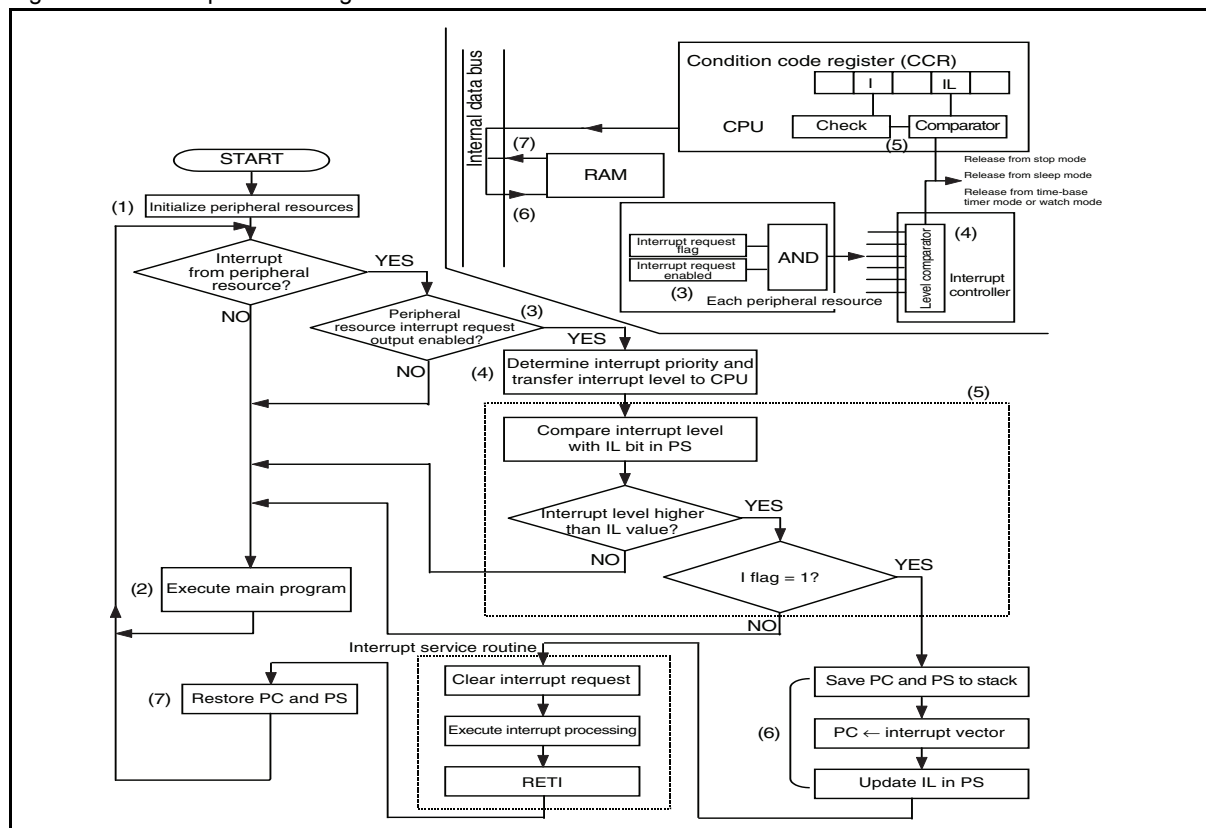 Condition code register (CCR)
I
IL
CPU
Check
Comparator
(5)
Internal data bus
(7)
RAM
(6)
Release from stop mode
Release from sleep mode
Release from time-base
timer mode or watch mode
Interrupt request
flag
Interrupt request
enabled
(3)
AND
Each peripheral resource
Level comparator
(4)
Interrupt
controller
START
(1)
Initialize peripheral resources
Interrupt
from peripheral
resource?
YES
NO
Peripheral
resource interrupt request
output enabled?
(3)
YES
NO
(4)
Determine interrupt priority and
transfer interrupt level to CPU
(5)
Compare interrupt level
with IL bit in PS
Interrupt level higher
than IL value?
YES
NO
I flag = 1?
YES
NO
(2)
Execute main program
Interrupt service routine
Clear interrupt request
Execute interrupt processing
RETI
(7)
Restore PC and PS
Save PC and PS to stack
(6)
PC ← interrupt vector
Update IL in PS